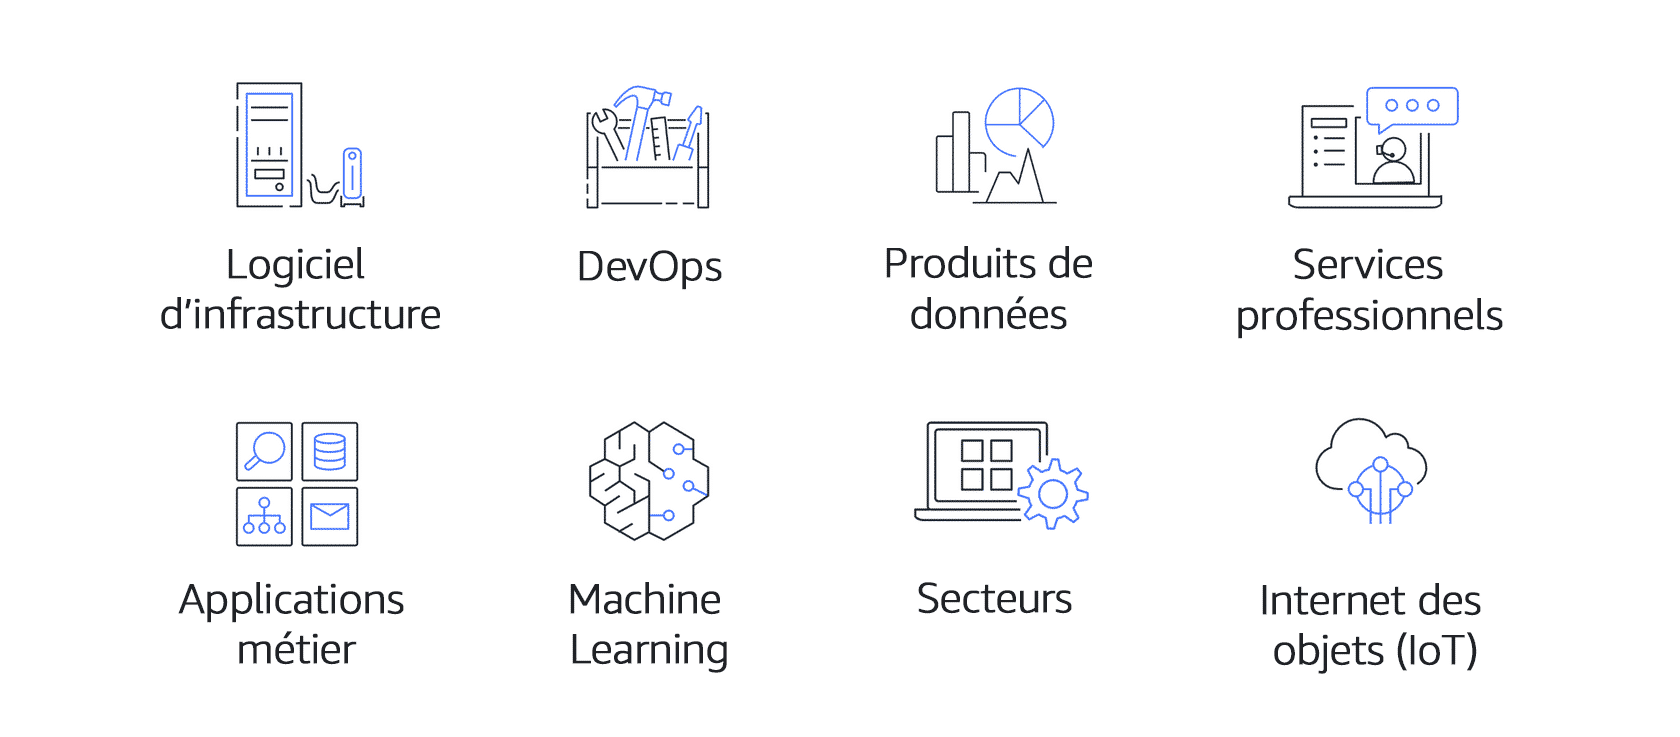 Logiciel
d’infrastructure
DevOps
Produits de
données
Services
professionnels
Applications
métier
Machine
Learning
Secteurs
Internet des
objets (IoT)